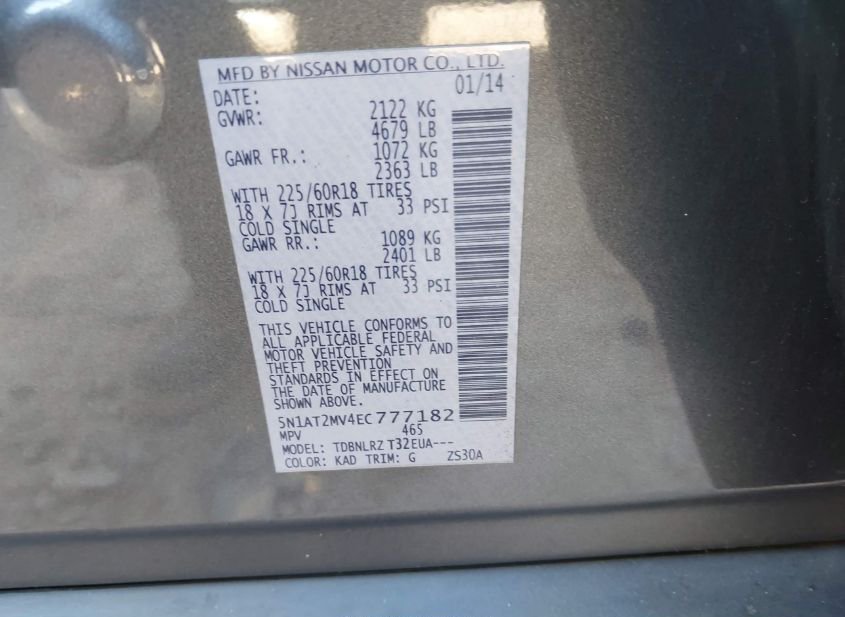 MFD BY NISSAN MOTOR CO., LTD.
DATE: 01/14
GVWR: 2122 KG
4679 LB
GAWR FR.: 1072 KG
2363 LB
WITH 225/60R18 TIRES
18 X 7J RIMS AT 33 PSI
COLD SINGLE
GAWR RR.: 1089 KG
2401 LB
WITH 225/60R18 TIRES
18 X 7J RIMS AT 33 PSI
COLD SINGLE
THIS VEHICLE CONFORMS TO
ALL APPLICABLE FEDERAL
MOTOR VEHICLE SAFETY AND
THEFT PREVENTION
STANDARDS IN EFFECT ON
THE DATE OF MANUFACTURE
SHOWN ABOVE.
5N1AT2MV4EC777182
MPV 465
MODEL: TDBNLRZ T32EUA---
COLOR: KAD TRIM: G ZS30A